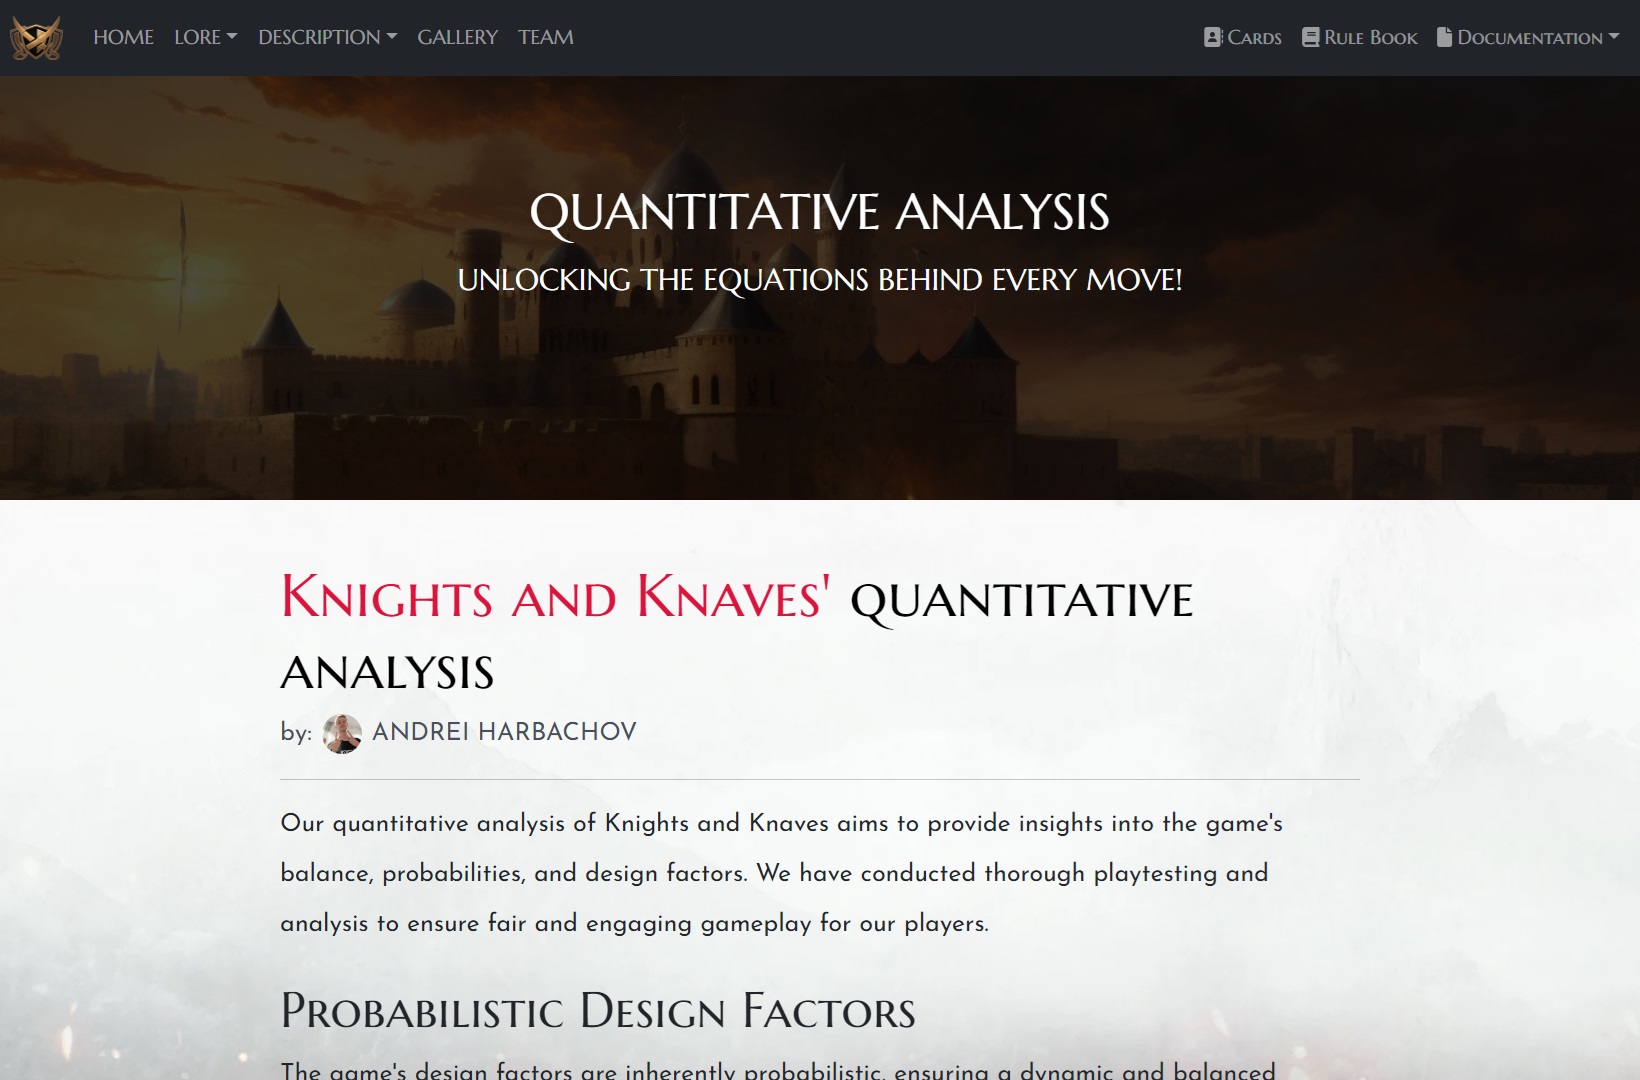 HOME LORE DESCRIPTION GALLERY TEAM Cards Rule Book Documentation
QUANTITATIVE ANALYSIS
UNLOCKING THE EQUATIONS BEHIND EVERY MOVE!
Knights and Knaves' quantitative
analysis
by: ANDREI HARBACHOV
Our quantitative analysis of Knights and Knaves aims to provide insights into the game's
balance, probabilities, and design factors. We have conducted thorough playtesting and
analysis to ensure fair and engaging gameplay for our players.
Probabilistic Design Factors
The game's design factors are inherently probabilistic, ensuring a dynamic and balanced